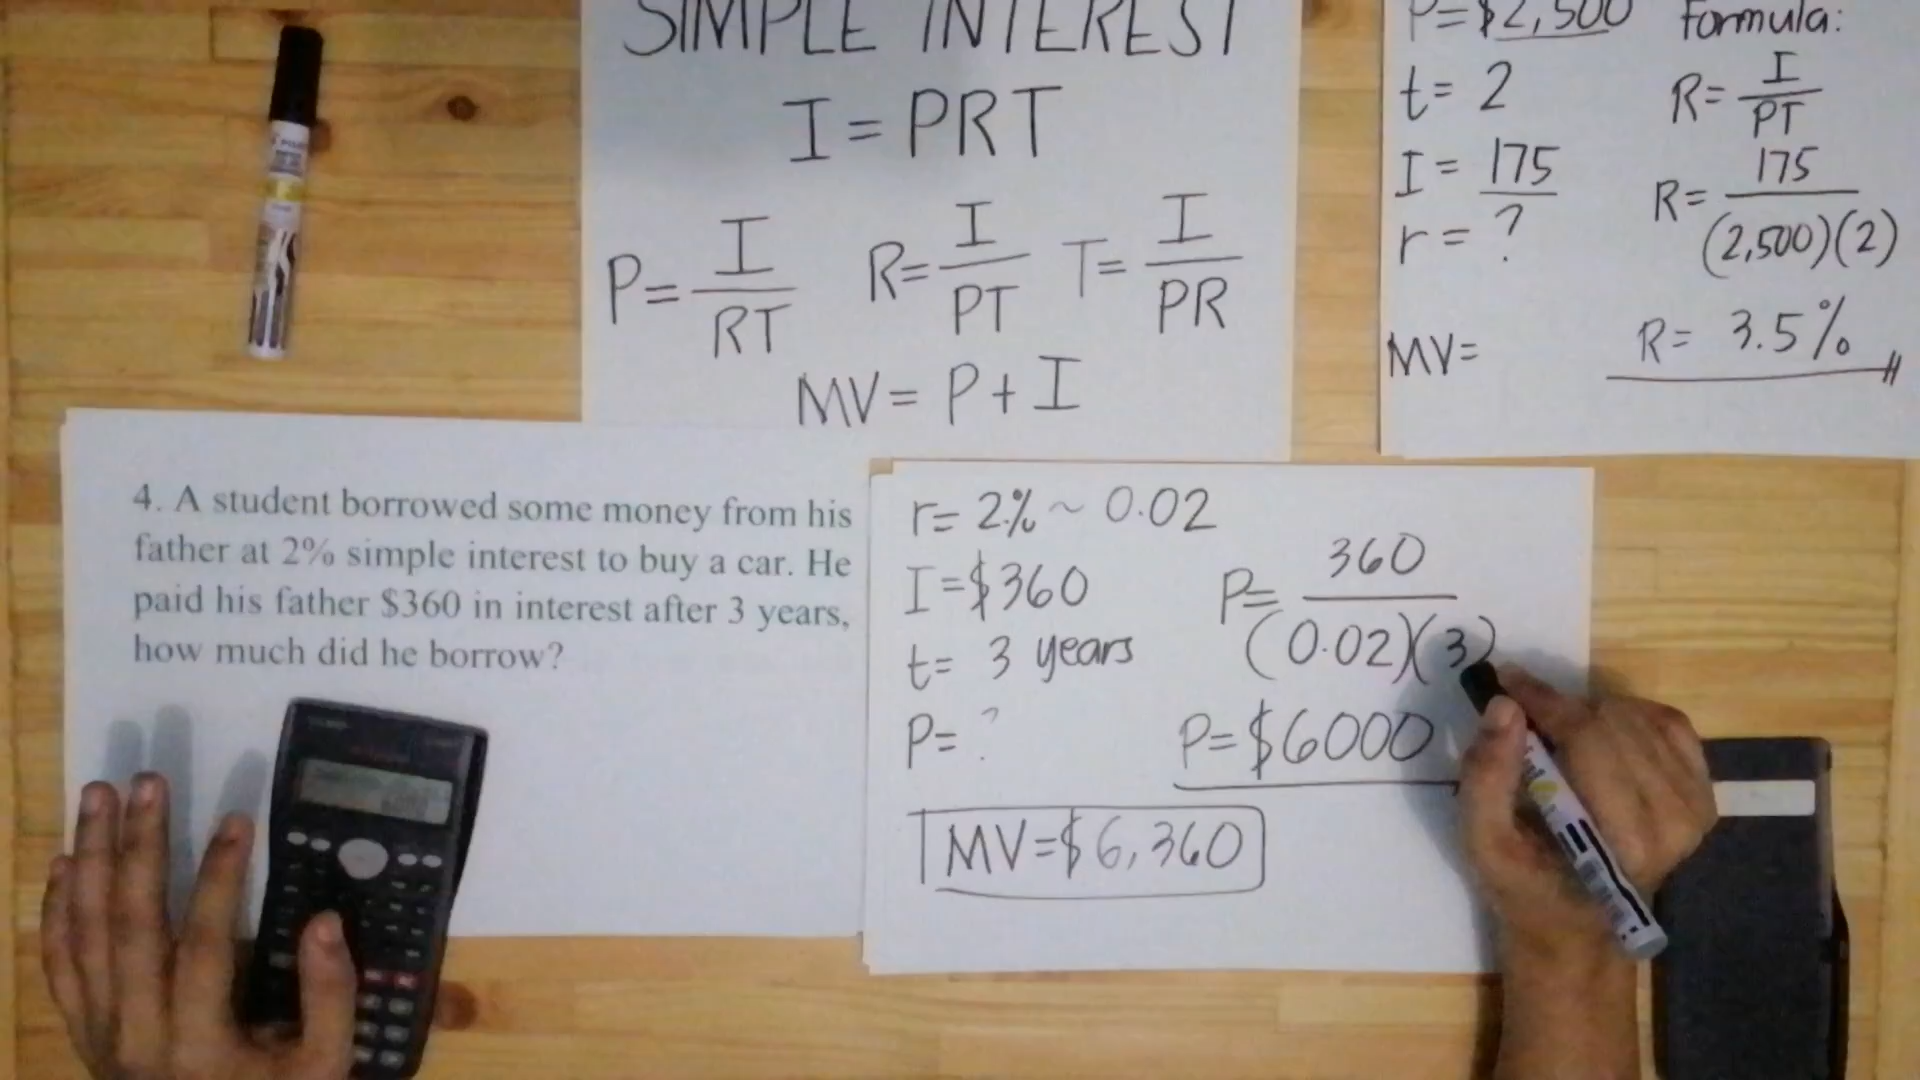 SIMPLE INTEREST
I = PRT
P= I/RT R= I/PT T= I/PR
MV= P + I
P= $2,500 Formula:
t= 2 R= I/PT
I = 175 R= 175/(2,500)(2)
r = ?
MV= R= 3.5%
4. A student borrowed some money from his
father at 2% simple interest to buy a car. He
paid his father $360 in interest after 3 years,
how much did he borrow?
r= 2% ~ 0.02
I =$360 P= 360/(0.02)(3)
t= 3 years
P= ? P= $6000
MV=$6,360